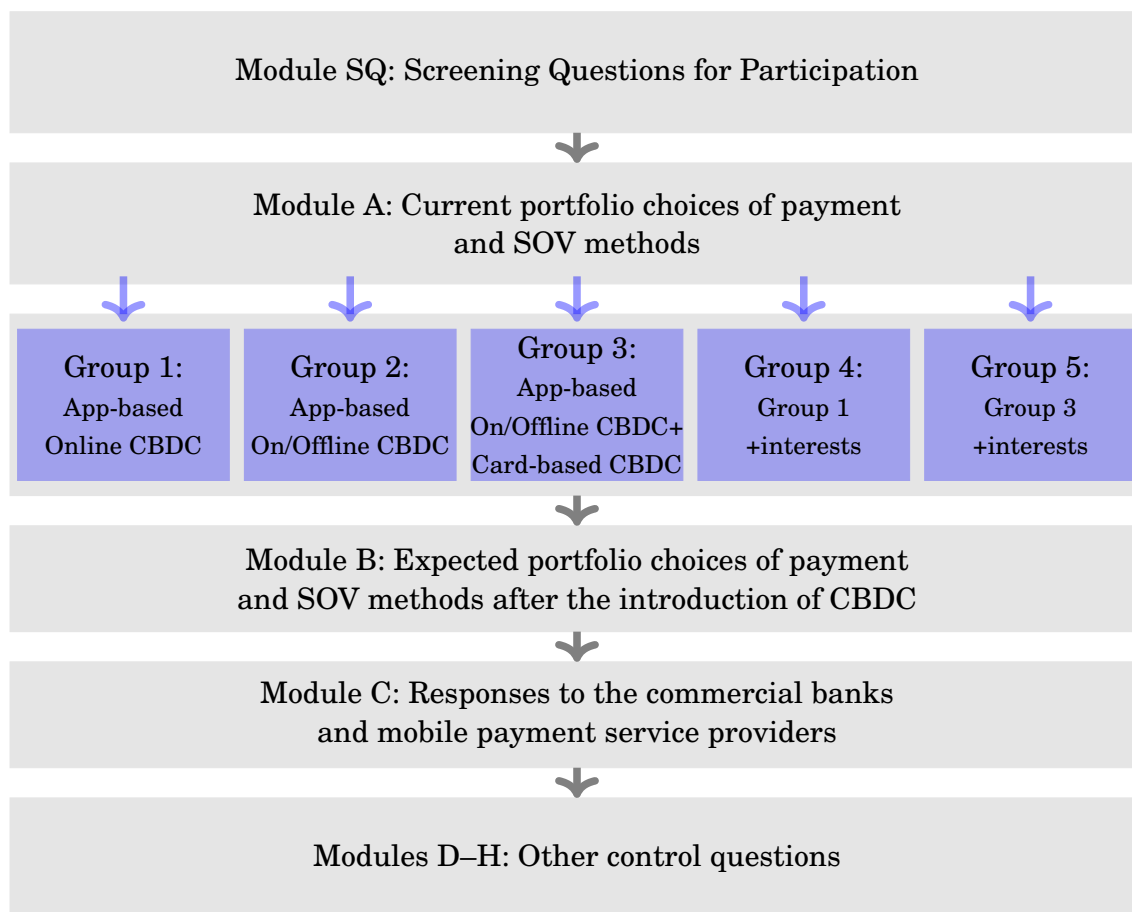 Module SQ: Screening Questions for Participation
Module A: Current portfolio choices of payment
and SOV methods
Group 1:
App-based
Online CBDC
Group 2:
App-based
On/Offline CBDC
Group 3:
App-based
On/Offline CBDC+
Card-based CBDC
Group 4:
Group 1
+interests
Group 5:
Group 3
+interests
Module B: Expected portfolio choices of payment
and SOV methods after the introduction of CBDC
Module C: Responses to the commercial banks
and mobile payment service providers
Modules D–H: Other control questions